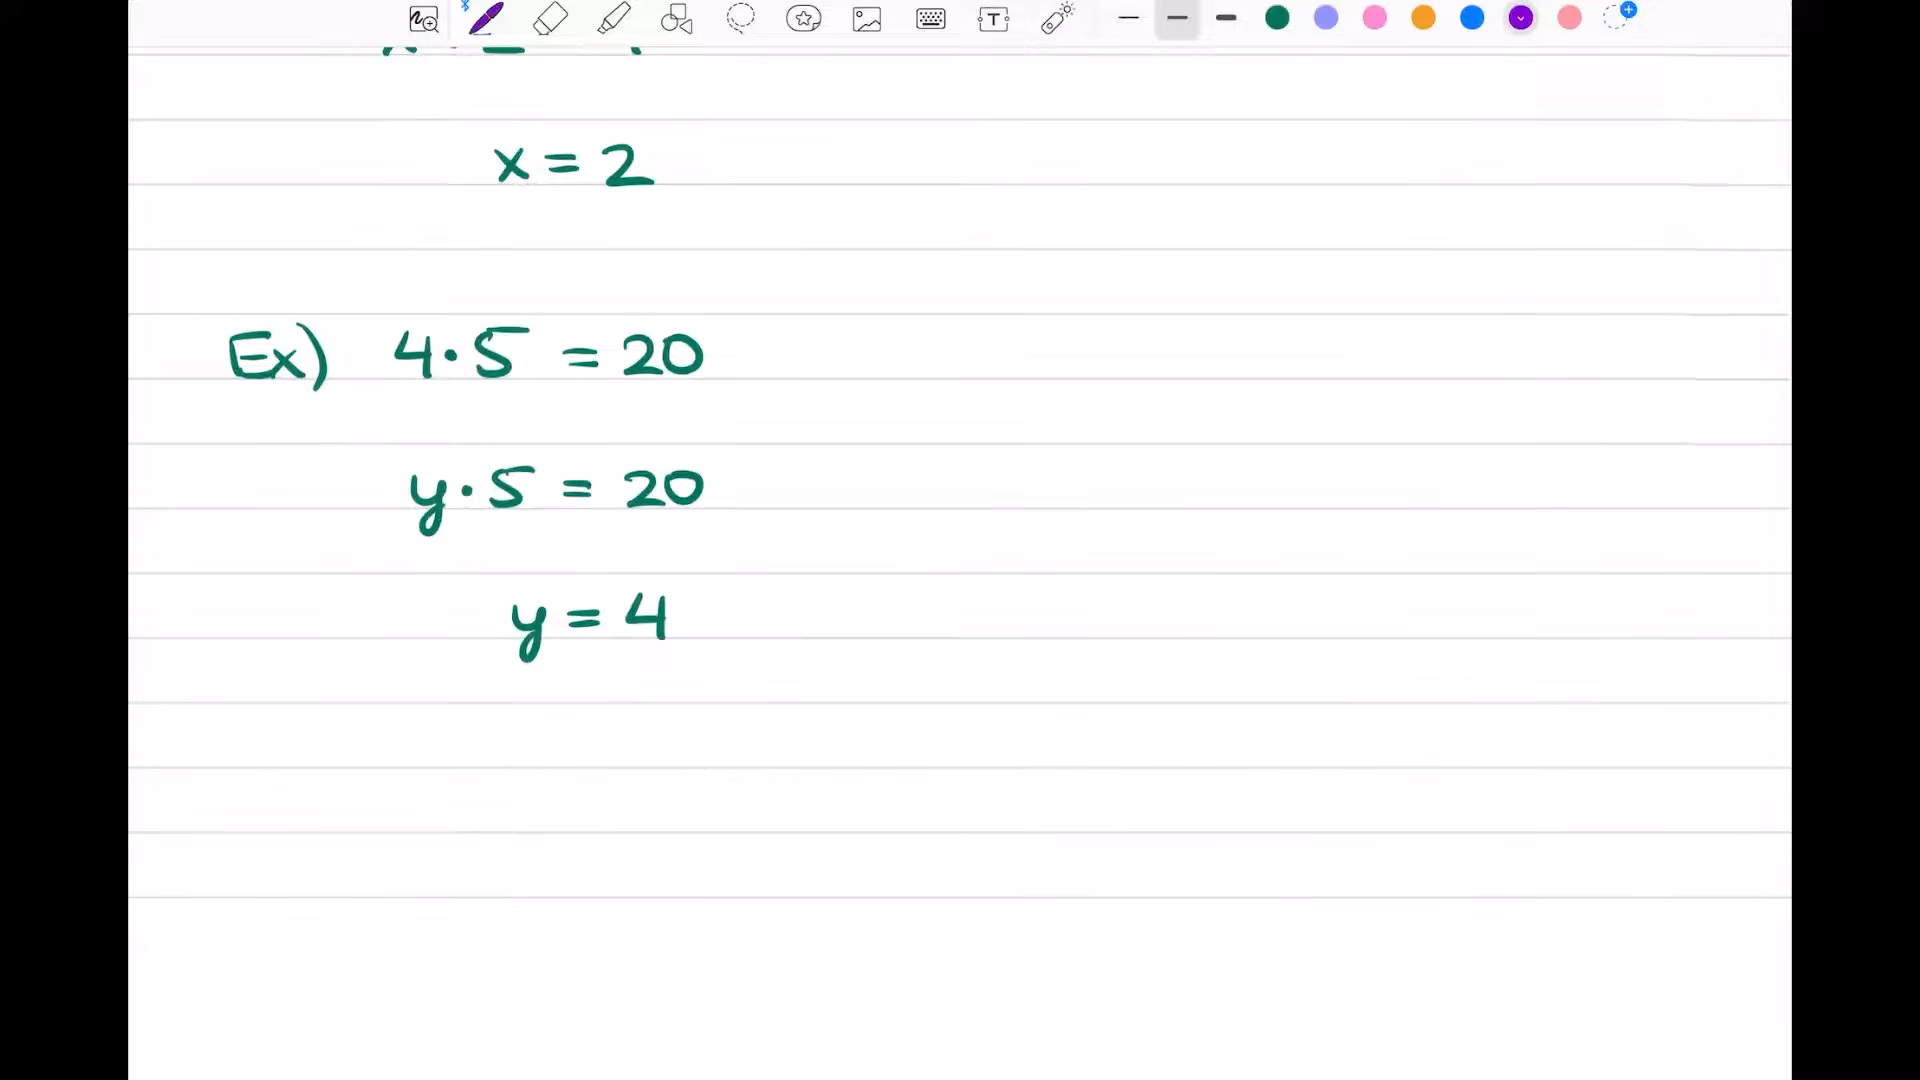 x = 2
Ex) 4 · 5 = 20
y · 5 = 20
y = 4